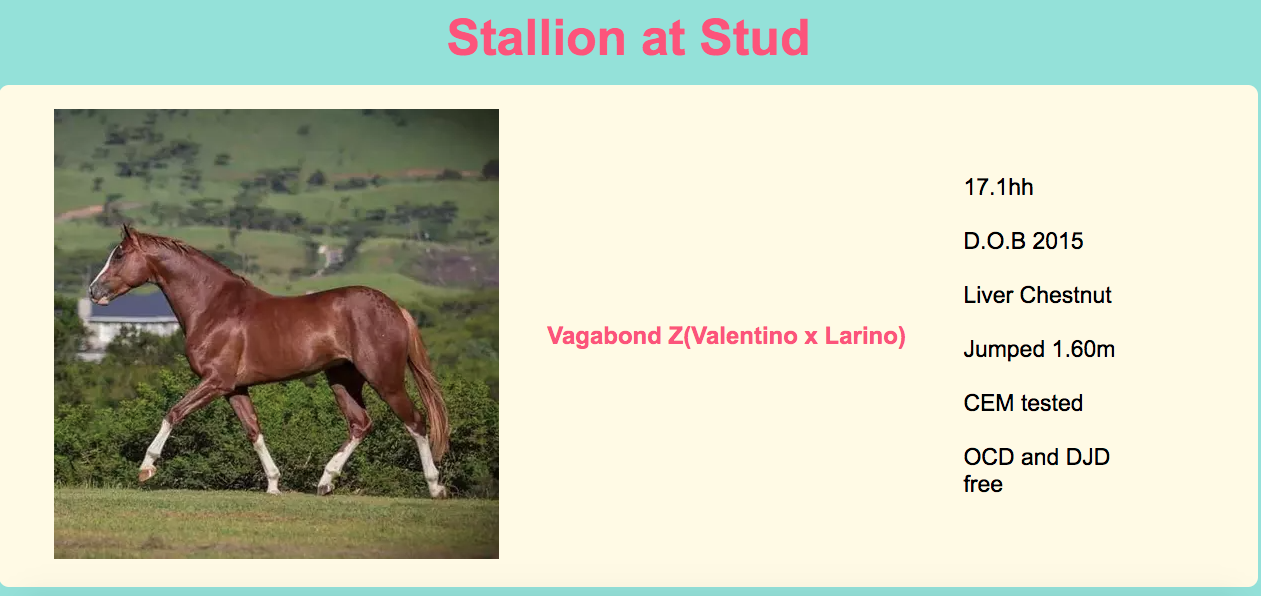 Stallion at Stud
Vagabond Z(Valentino x Larino)
17.1hh
D.O.B 2015
Liver Chestnut
Jumped 1.60m
CEM tested
OCD and DJD
free